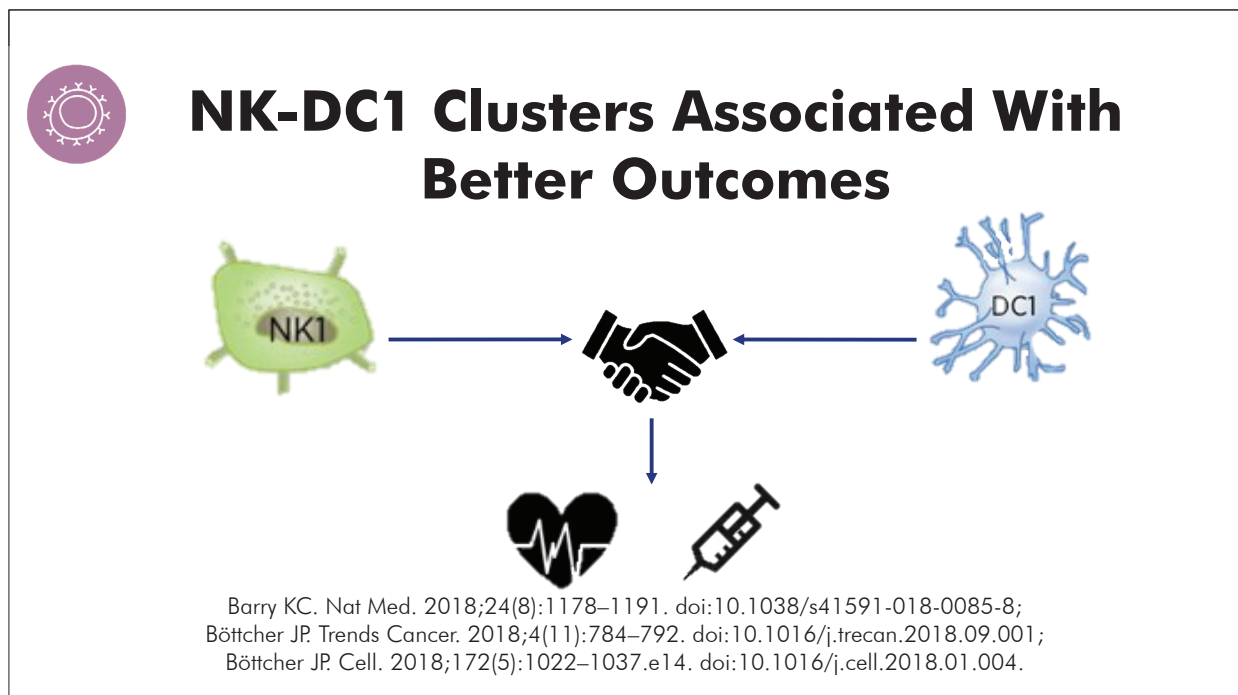 NK-DC1 Clusters Associated With
Better Outcomes
NK1
DC1
Barry KC. Nat Med. 2018;24(8):1178–1191. doi:10.1038/s41591-018-0085-8;
Böttcher JP. Trends Cancer. 2018;4(11):784–792. doi:10.1016/j.trecan.2018.09.001;
Böttcher JP. Cell. 2018;172(5):1022–1037.e14. doi:10.1016/j.cell.2018.01.004.